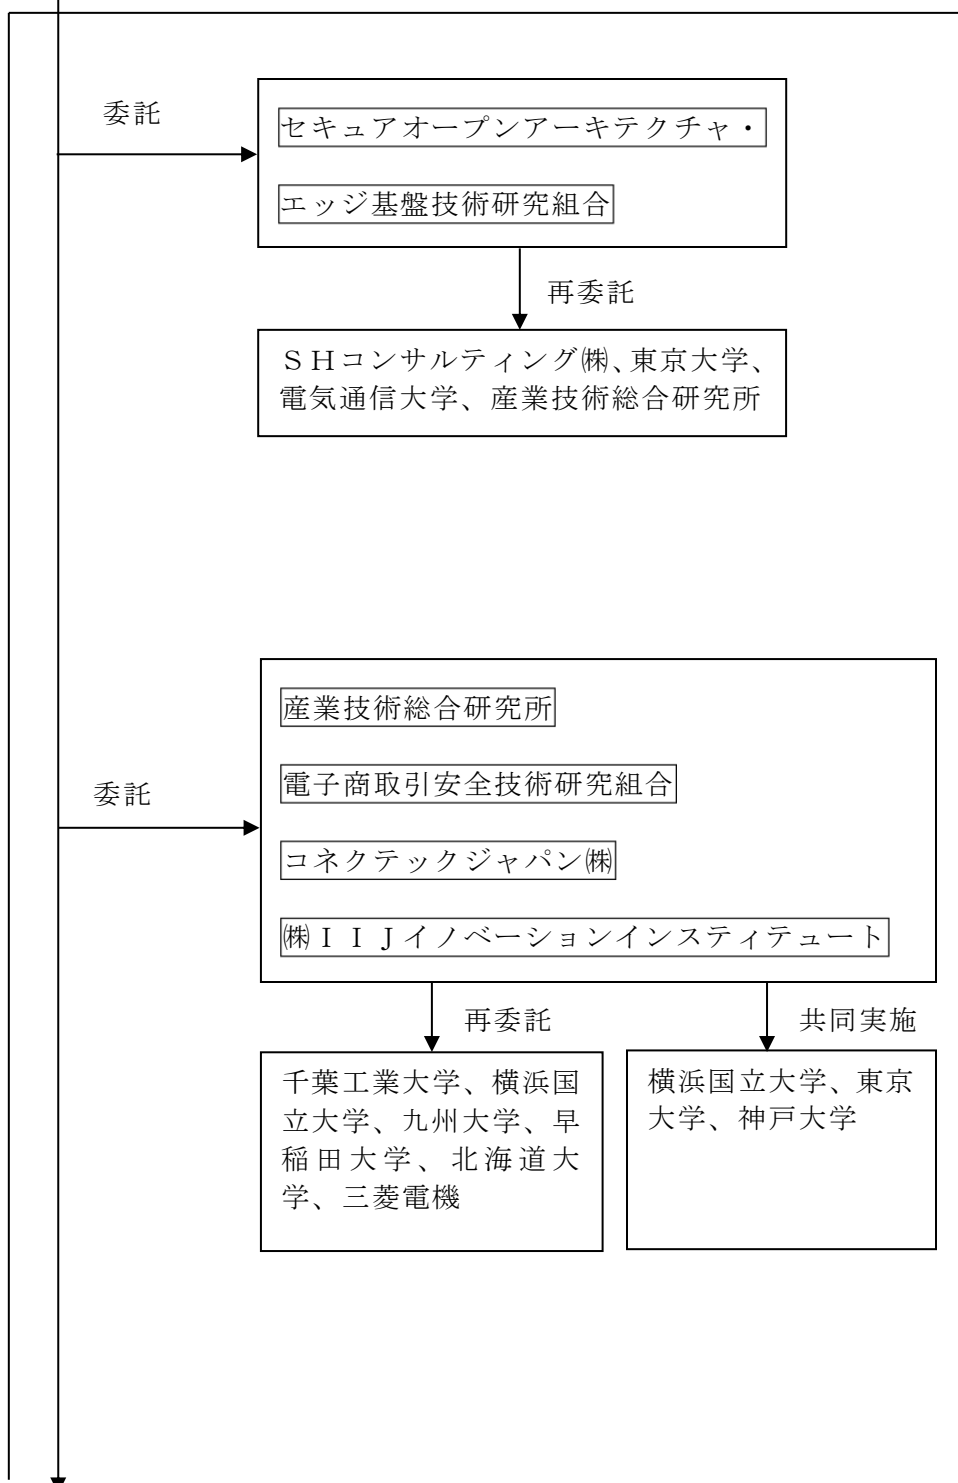 委託
セキュアオープンアーキテクチャ・
エッジ基盤技術研究組合
再委託
ＳＨコンサルティング㈱、東京大学、
電気通信大学、産業技術総合研究所
産業技術総合研究所
電子商取引安全技術研究組合
委託
コネクテックジャパン㈱
㈱ＩＩＪイノベーションインスティテュート
再委託
共同実施
千葉工業大学、横浜国
立大学、九州大学、早
稲田大学、北海道大
学、三菱電機
横浜国立大学、東京
大学、神戸大学